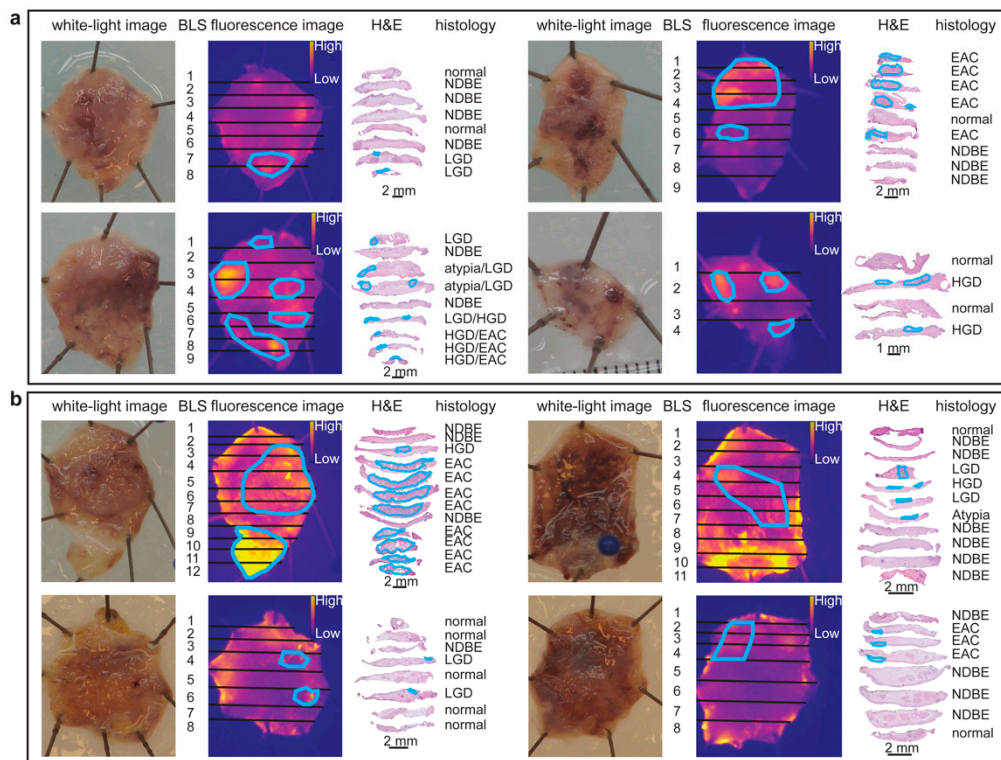 a
white-light image BLS fluorescence image H&E histology
High
Low
1
2
3
4
5
6
7
8
normal
NDBE
NDBE
NDBE
normal
NDBE
LGD
LGD
2 mm
white-light image BLS fluorescence image H&E histology
High
Low
1
2
3
4
5
6
7
8
9
EAC
EAC
EAC
EAC
normal
EAC
NDBE
NDBE
NDBE
2 mm
High
Low
1
2
3
4
5
6
7
8
9
LGD
NDBE
atypia/LGD
atypia/LGD
NDBE
LGD/HGD
HGD/EAC
HGD/EAC
HGD/EAC
2 mm
High
Low
1
2
3
4
normal
HGD
normal
HGD
1 mm
b
white-light image BLS fluorescence image H&E histology
High
Low
1
2
3
4
5
6
7
8
9
10
11
12
NDBE
NDBE
HGD
EAC
EAC
EAC
EAC
NDBE
EAC
EAC
EAC
EAC
2 mm
white-light image BLS fluorescence image H&E histology
High
Low
1
2
3
4
5
6
7
8
9
10
11
normal
NDBE
NDBE
LGD
HGD
LGD
Atypia
NDBE
NDBE
NDBE
NDBE
2 mm
High
Low
1
2
3
4
5
6
7
8
normal
normal
NDBE
LGD
normal
LGD
normal
normal
2 mm
High
Low
1
2
3
4
5
6
7
8
NDBE
EAC
EAC
EAC
NDBE
NDBE
NDBE
normal
2 mm